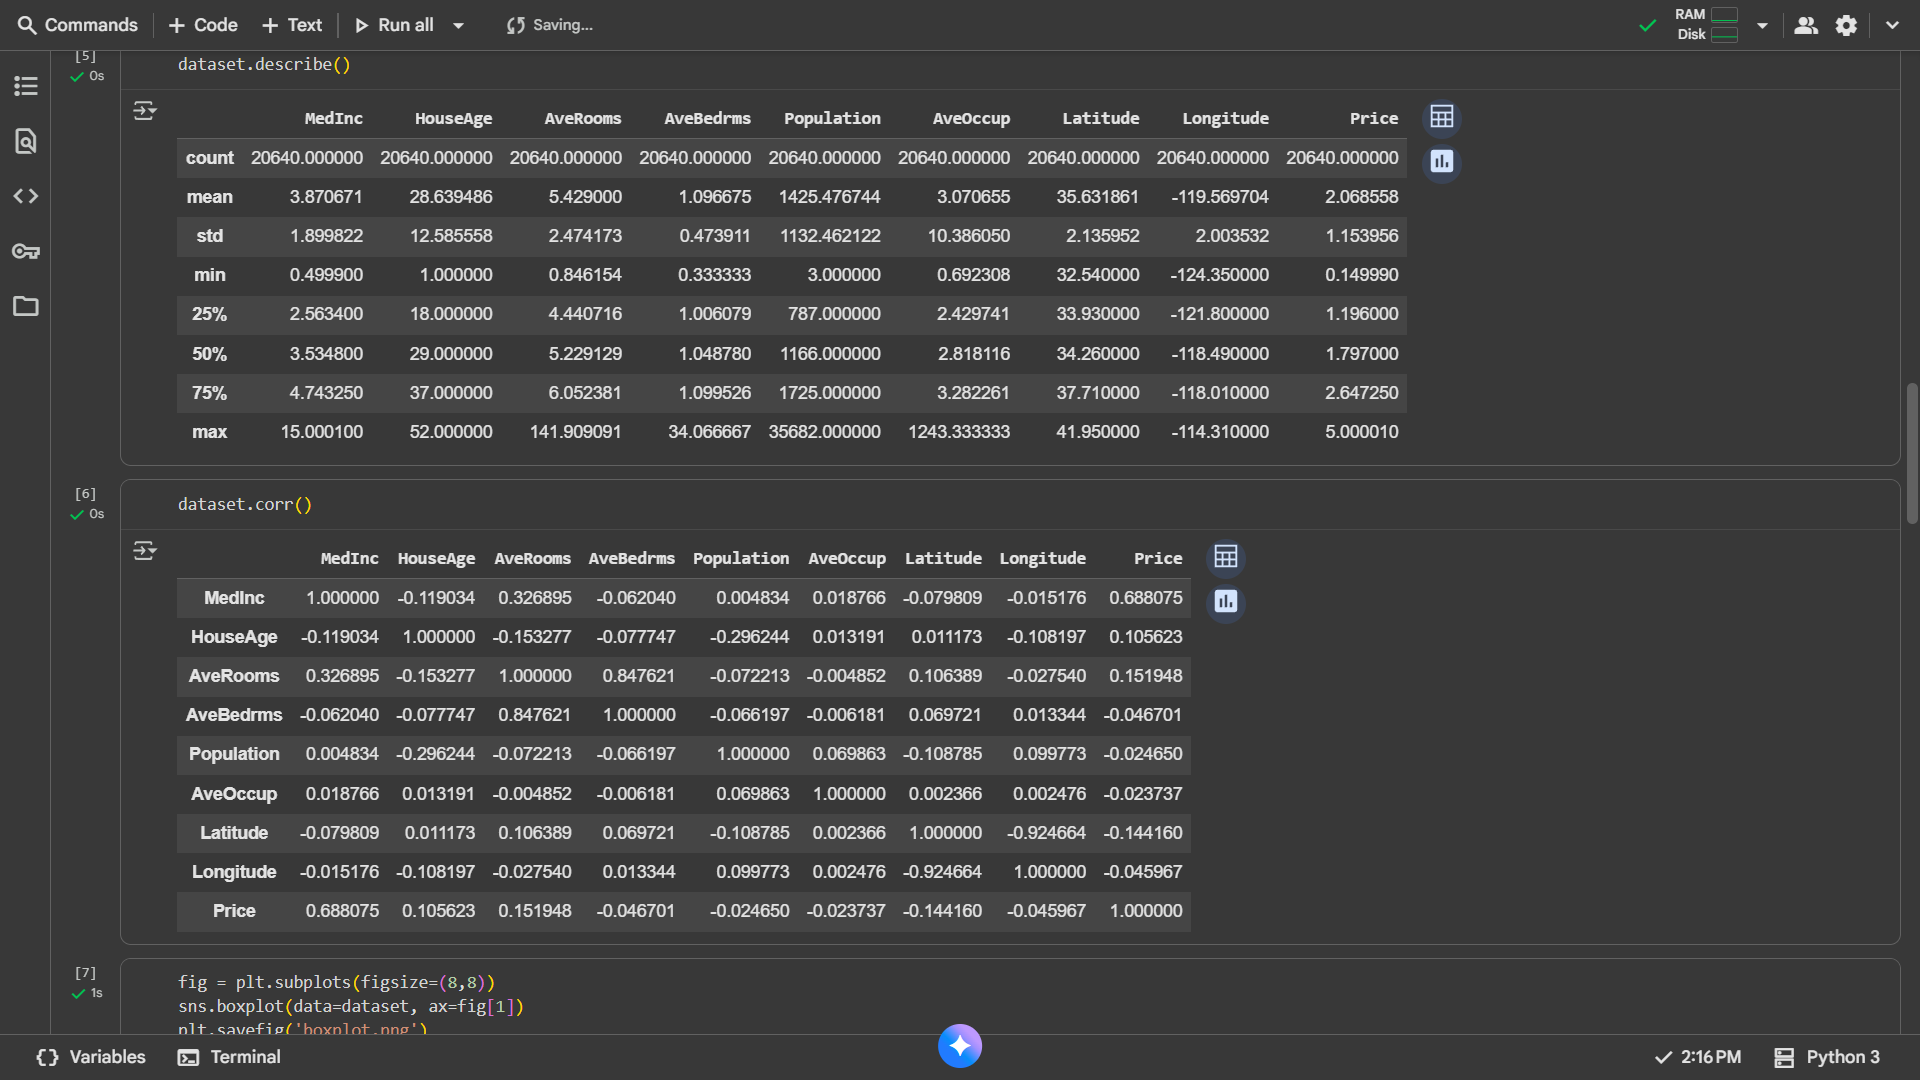 Commands + Code + Text Run all Saving... RAM
Disk
[5]
0s
dataset.describe()
MedInc HouseAge AveRooms AveBedrms Population AveOccup Latitude Longitude Price
count 20640.000000 20640.000000 20640.000000 20640.000000 20640.000000 20640.000000 20640.000000 20640.000000 20640.000000
mean 3.870671 28.639486 5.429000 1.096675 1425.476744 3.070655 35.631861 -119.569704 2.068558
std 1.899822 12.585558 2.474173 0.473911 1132.462122 10.386050 2.135952 2.003532 1.153956
min 0.499900 1.000000 0.846154 0.333333 3.000000 0.692308 32.540000 -124.350000 0.149990
25% 2.563400 18.000000 4.440716 1.006079 787.000000 2.429741 33.930000 -121.800000 1.196000
50% 3.534800 29.000000 5.229129 1.048780 1166.000000 2.818116 34.260000 -118.490000 1.797000
75% 4.743250 37.000000 6.052381 1.099526 1725.000000 3.282261 37.710000 -118.010000 2.647250
max 15.000100 52.000000 141.909091 34.066667 35682.000000 1243.333333 41.950000 -114.310000 5.000010
[6]
0s
dataset.corr()
MedInc HouseAge AveRooms AveBedrms Population AveOccup Latitude Longitude Price
MedInc 1.000000 -0.119034 0.326895 -0.062040 0.004834 0.018766 -0.079809 -0.015176 0.688075
HouseAge -0.119034 1.000000 -0.153277 -0.077747 -0.296244 0.013191 0.011173 -0.108197 0.105623
AveRooms 0.326895 -0.153277 1.000000 0.847621 -0.072213 -0.004852 0.106389 -0.027540 0.151948
AveBedrms -0.062040 -0.077747 0.847621 1.000000 -0.066197 -0.006181 0.069721 0.013344 -0.046701
Population 0.004834 -0.296244 -0.072213 -0.066197 1.000000 0.069863 -0.108785 0.099773 -0.024650
AveOccup 0.018766 0.013191 -0.004852 -0.006181 0.069863 1.000000 0.002366 0.002476 -0.023737
Latitude -0.079809 0.011173 0.106389 0.069721 -0.108785 0.002366 1.000000 -0.924664 -0.144160
Longitude -0.015176 -0.108197 -0.027540 0.013344 0.099773 0.002476 -0.924664 1.000000 -0.045967
Price 0.688075 0.105623 0.151948 -0.046701 -0.024650 -0.023737 -0.144160 -0.045967 1.000000
[7]
1s
fig = plt.subplots(figsize=(8,8))
sns.boxplot(data=dataset, ax=fig[1])
plt.savefig('boxplot.png')
{} Variables Terminal 2:16 PM Python 3